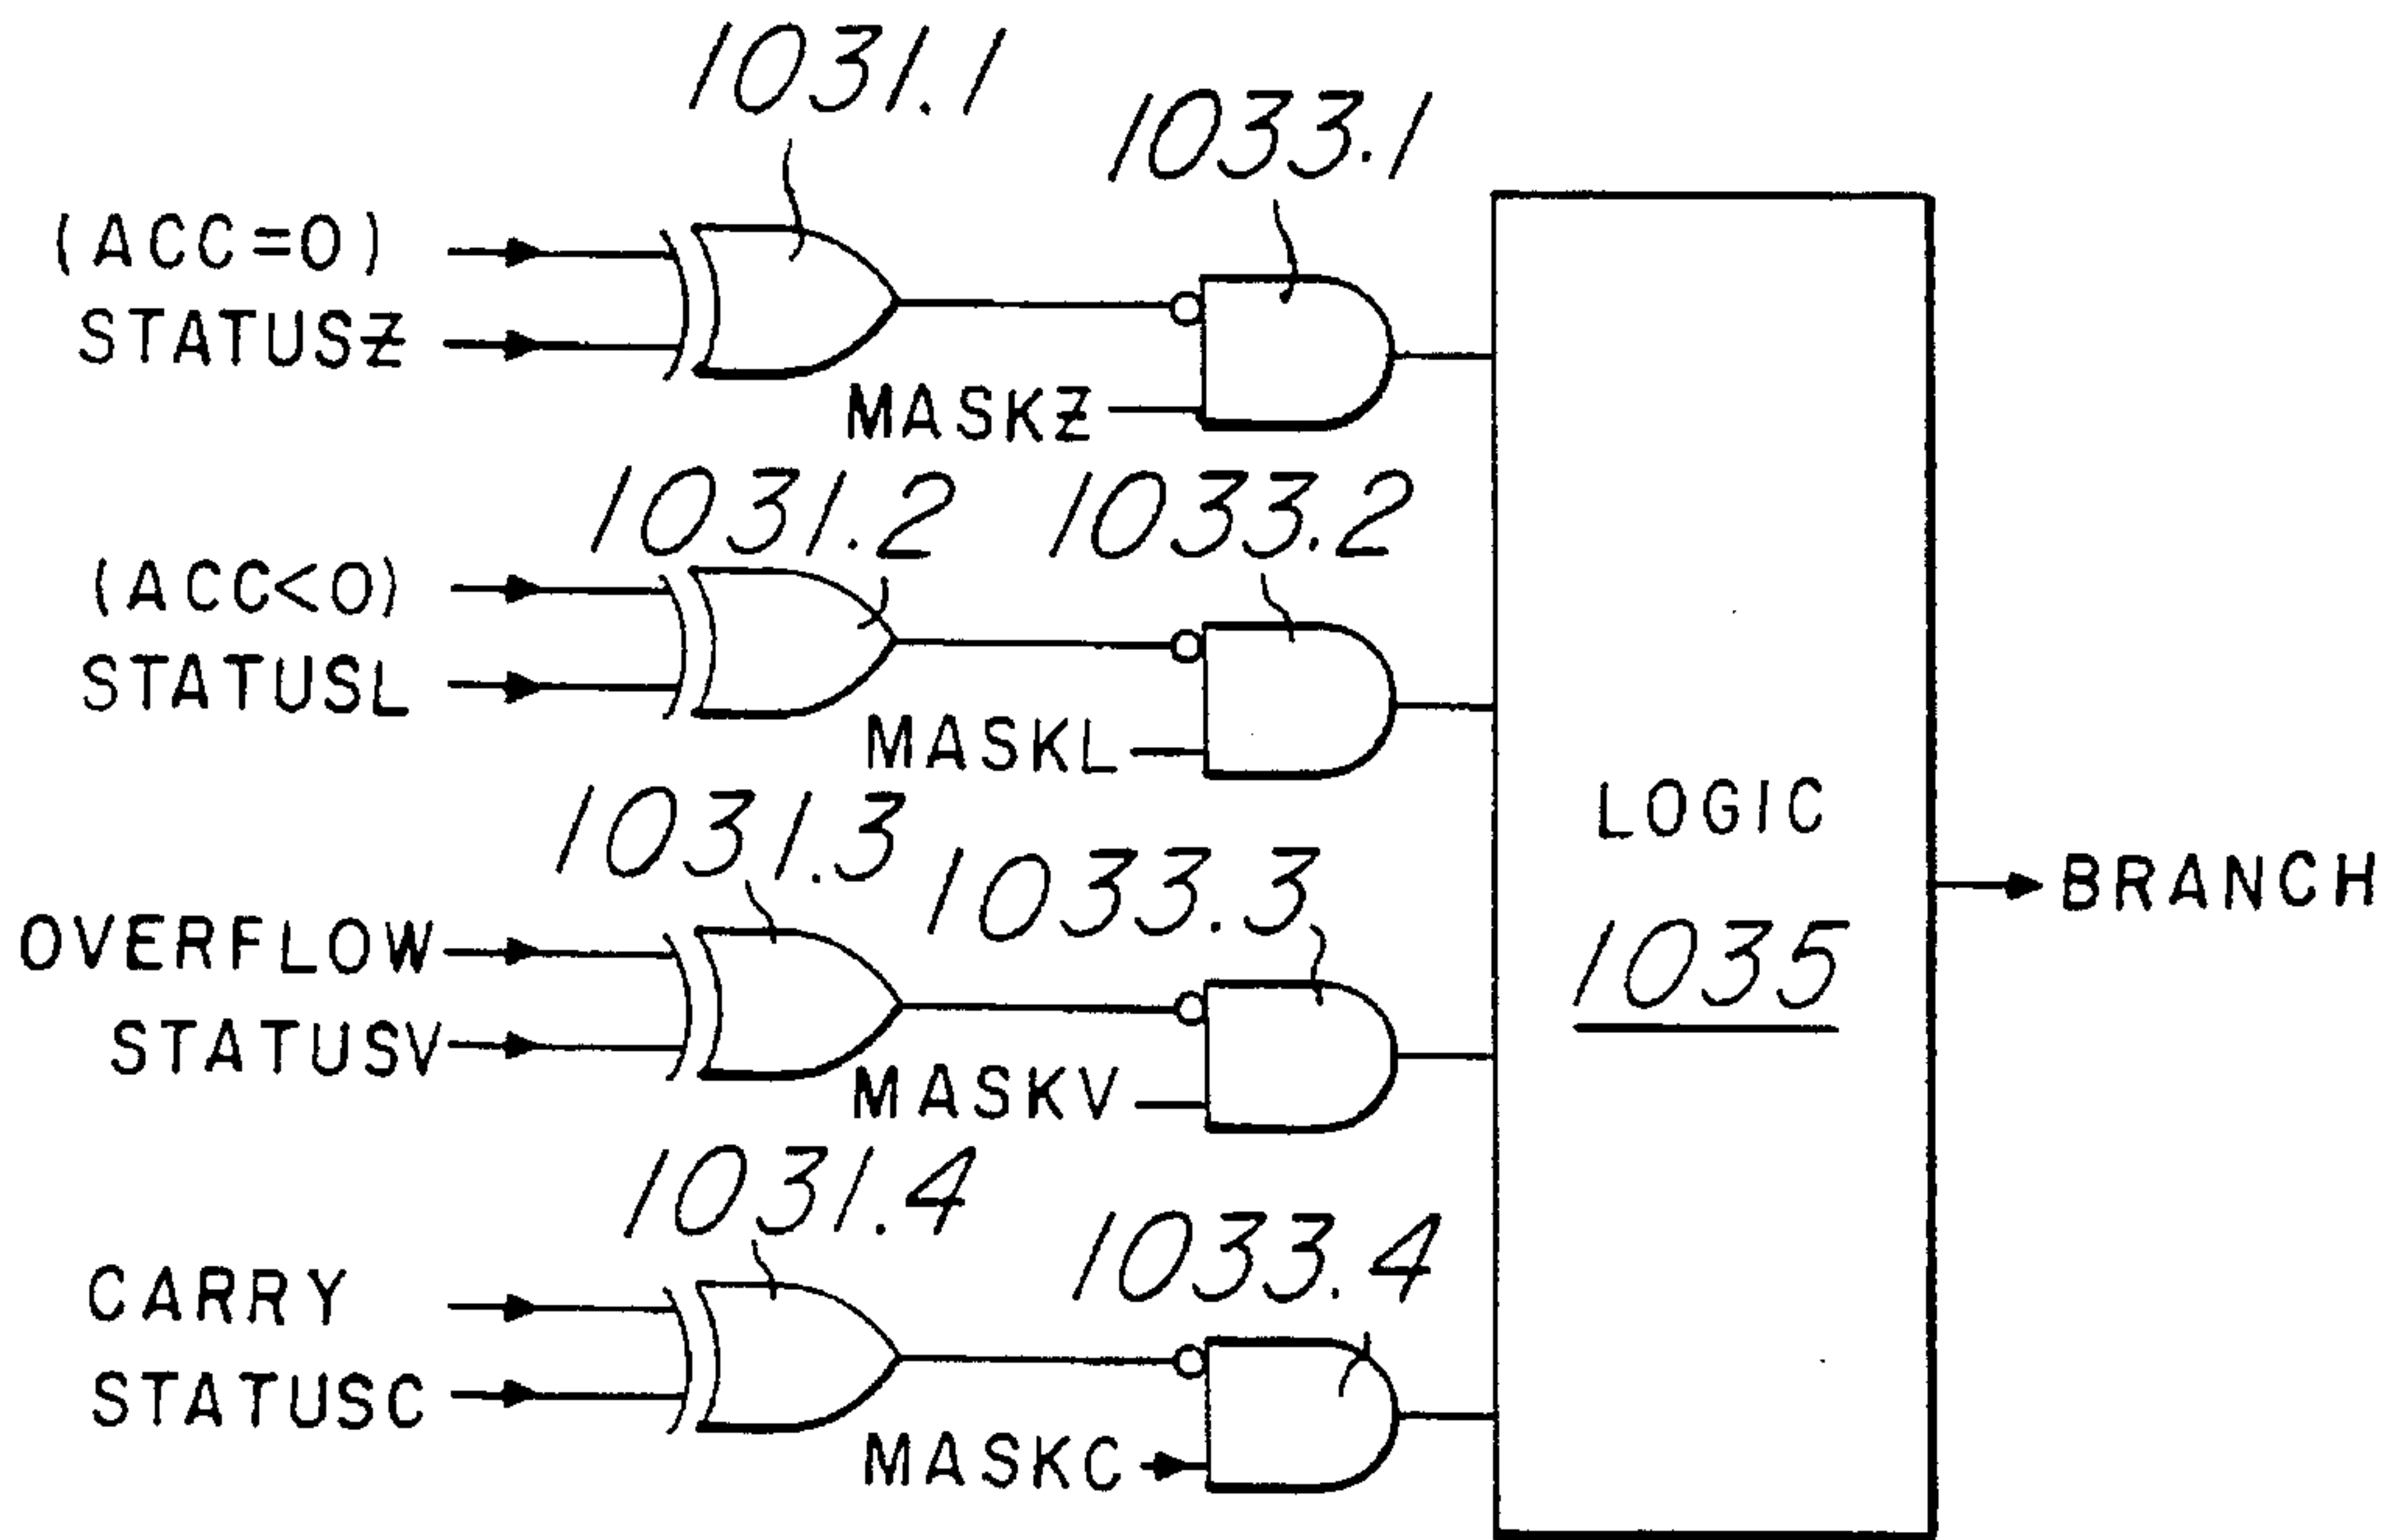 1031.1
1033.1
(ACC=0)
STATUSZ
MASKZ
1031.2
1033.2
(ACC<0)
STATUSL
MASKL
1031.3
1033.3
LOGIC
1035
BRANCH
OVERFLOW
STATUSV
MASKV
1031.4
1033.4
CARRY
STATUSC
MASKC